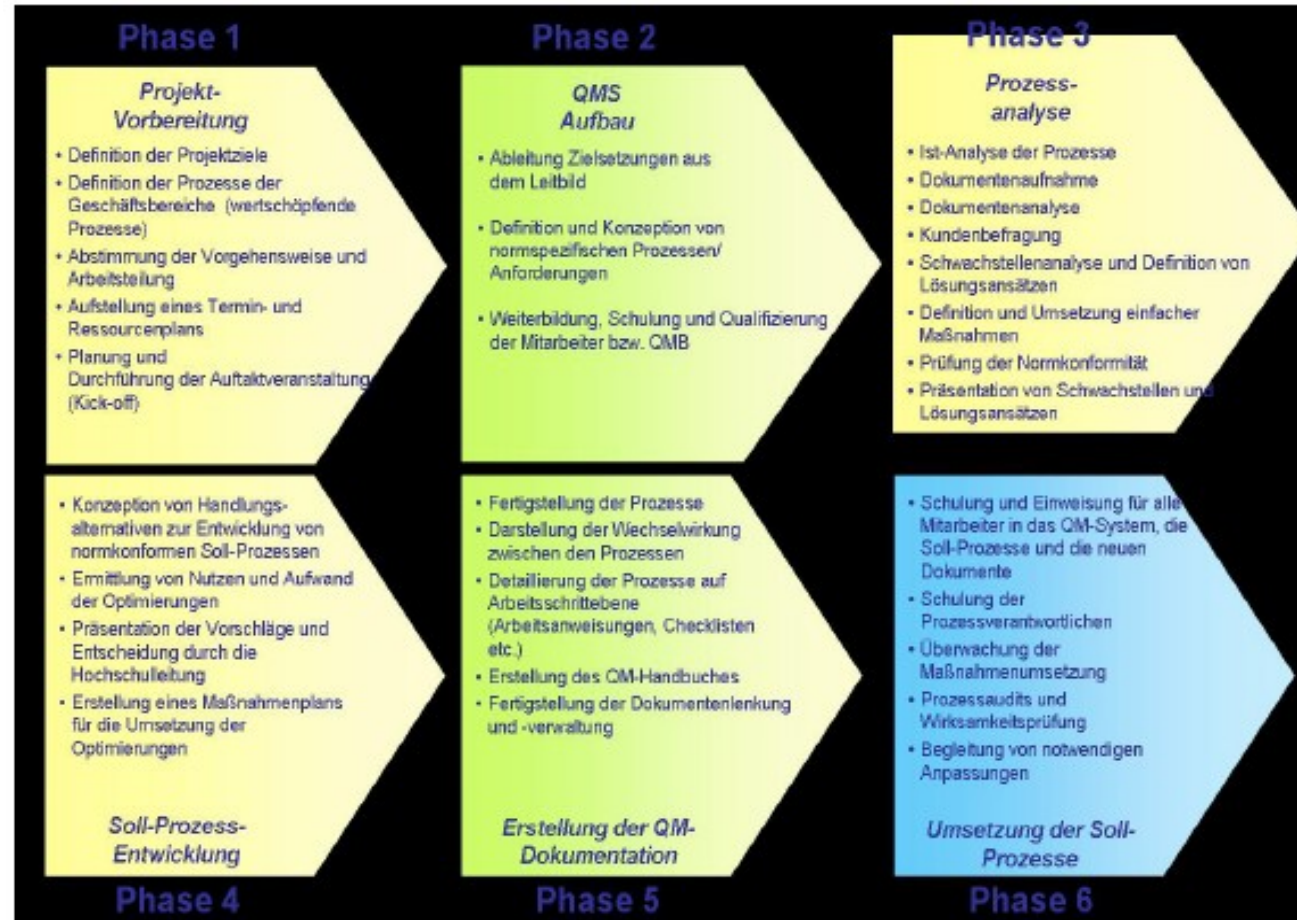 Phase 1
Projekt-
Vorbereitung
• Definition der Projektziele
• Definition der Prozesse der
Geschäftsbereiche (wertschöpfende
Prozesse)
• Abstimmung der Vorgehensweise und
Arbeitsteilung
• Aufstellung eines Termin- und
Ressourcenplans
• Planung und
Durchführung der Auftaktveranstaltung
(Kick-off)
Phase 2
QMS
Aufbau
• Ableitung Zielsetzungen aus
dem Leitbild
• Definition und Konzeption von
normspezifischen Prozessen/
Anforderungen
• Weiterbildung, Schulung und Qualifizierung
der Mitarbeiter bzw. QMB
Phase 3
Prozess-
analyse
• Ist-Analyse der Prozesse
• Dokumentenaufnahme
• Dokumentenanalyse
• Kundenbefragung
• Schwachstellenanalyse und Definition von
Lösungsansätzen
• Definition und Umsetzung einfacher
Maßnahmen
• Prüfung der Normkonformität
• Präsentation von Schwachstellen und
Lösungsansätzen
• Konzeption von Handlungs-
alternativen zur Entwicklung von
normkonformen Soll-Prozessen
• Ermittlung von Nutzen und Aufwand
der Optimierungen
• Präsentation der Vorschläge und
Entscheidung durch die
Hochschulleitung
• Erstellung eines Maßnahmenplans
für die Umsetzung der
Optimierungen
Soll-Prozess-
Entwicklung
Phase 4
• Fertigstellung der Prozesse
• Darstellung der Wechselwirkung
zwischen den Prozessen
• Detaillierung der Prozesse auf
Arbeitsschrittebene
(Arbeitsanweisungen, Checklisten
etc.)
• Erstellung des QM-Handbuches
• Fertigstellung der Dokumentenlenkung
und -verwaltung
Erstellung der QM-
Dokumentation
Phase 5
• Schulung und Einweisung für alle
Mitarbeiter in das QM-System, die
Soll-Prozesse und die neuen
Dokumente
• Schulung der
Prozessverantwortlichen
• Überwachung der
Maßnahmenumsetzung
• Prozessaudits und
Wirksamkeitsprüfung
• Begleitung von notwendigen
Anpassungen
Umsetzung der Soll-
Prozesse
Phase 6